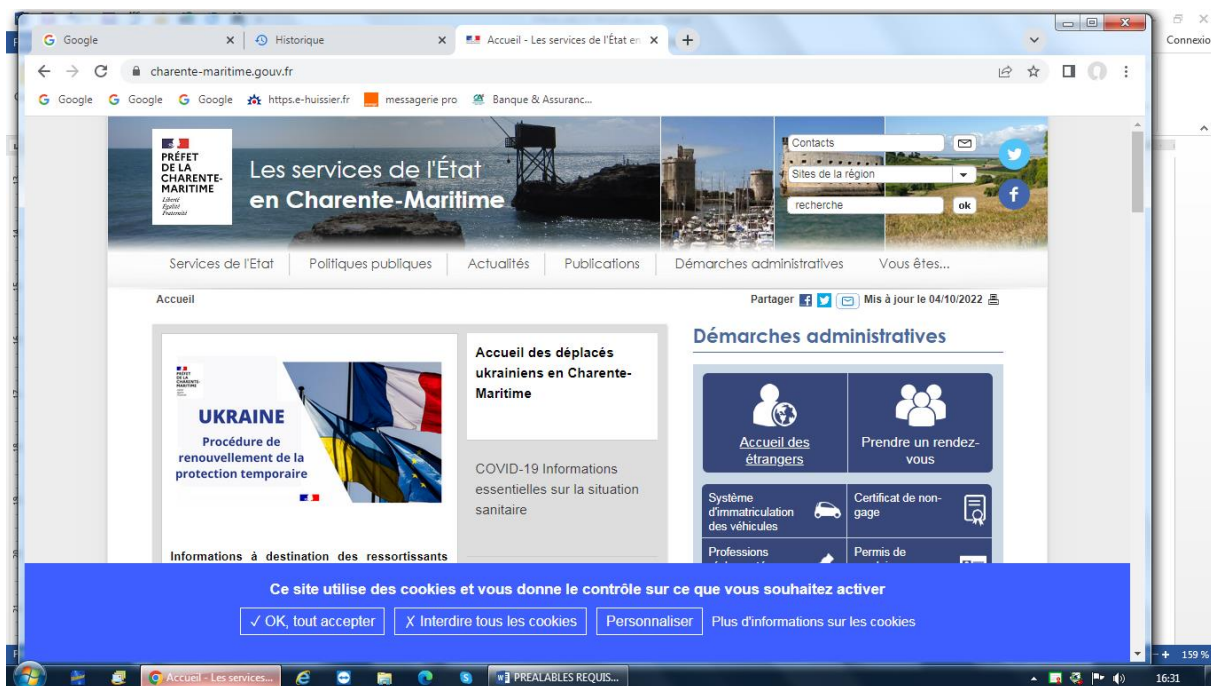 Google
Historique
Accueil - Les services de l'État en
Connexio
charente-maritime.gouv.fr
Google
Google
Google
https.e-huissier.fr
messagerie pro
Banque & Assuranc...
PRÉFET
DE LA
CHARENTE-
MARITIME
Liberté
Égalité
Fraternité
Les services de l'État
en Charente-Maritime
Contacts
Sites de la région
recherche
ok
Services de l'Etat
Politiques publiques
Actualités
Publications
Démarches administratives
Vous êtes...
Accueil
Partager
Mis à jour le 04/10/2022
UKRAINE
Procédure de
renouvellement de la
protection temporaire
Informations à destination des ressortissants
Accueil des déplacés
ukrainiens en Charente-
Maritime
COVID-19 Informations
essentielles sur la situation
sanitaire
Démarches administratives
Accueil des
étrangers
Prendre un rendez-
vous
Système
d'immatriculation
des véhicules
Certificat de non-
gage
Professions
Permis de
Ce site utilise des cookies et vous donne le contrôle sur ce que vous souhaitez activer
✓ OK, tout accepter
X Interdire tous les cookies
Personnaliser
Plus d'informations sur les cookies
159 %
Accueil - Les services...
PREALABLES REQUIS...
FR
16:31